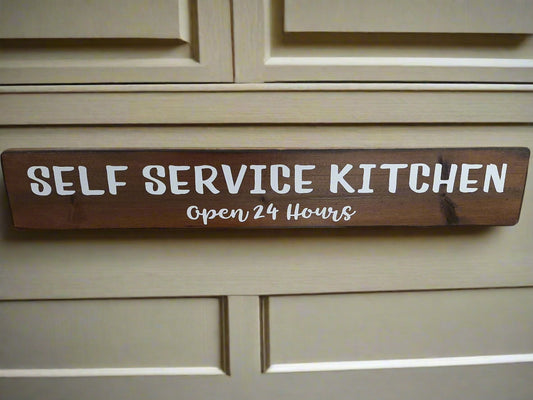 SELF SERVICE KITCHEN
Open 24 Hours